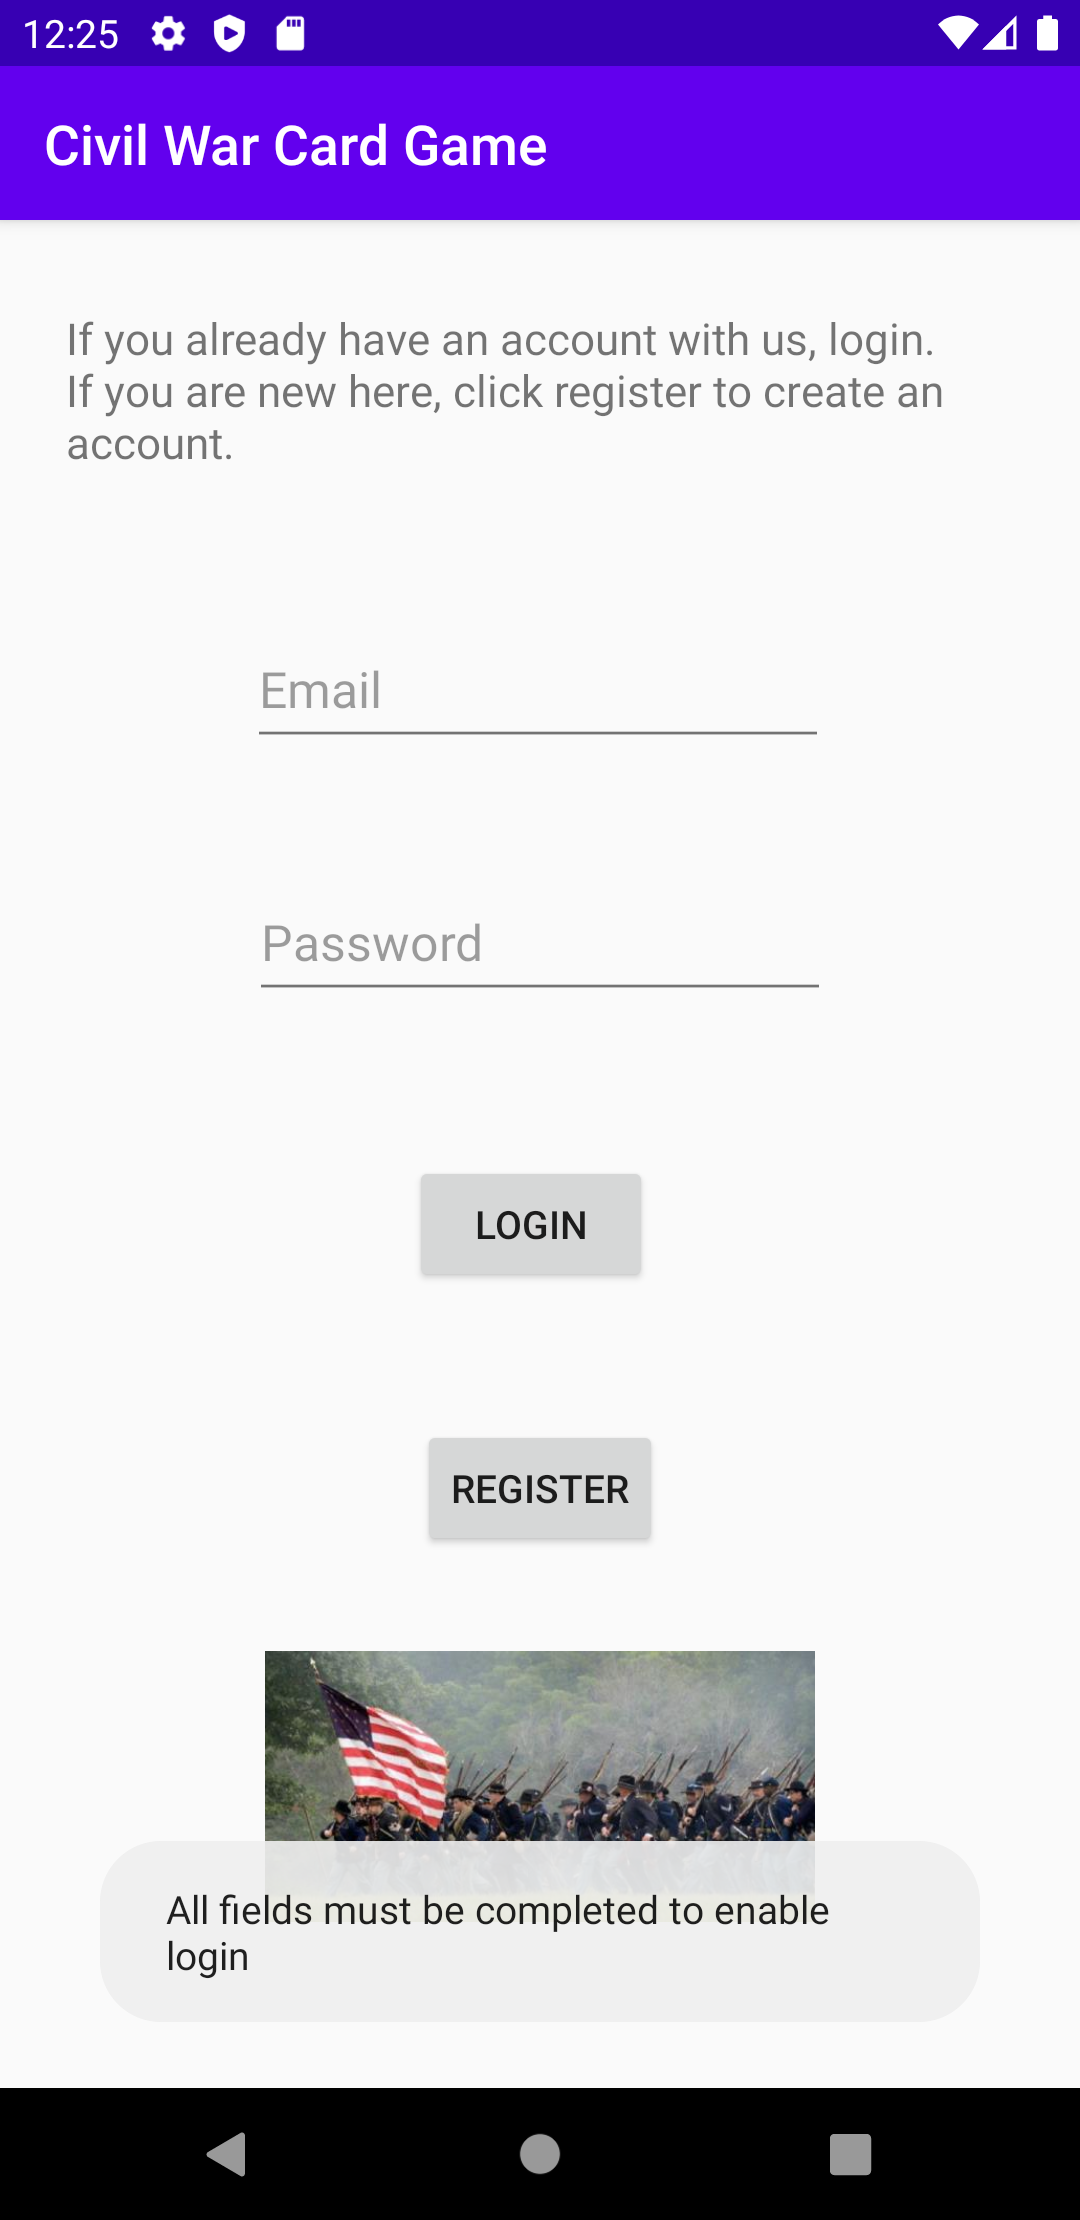 12:25
Civil War Card Game
If you already have an account with us, login.
If you are new here, click register to create an
account.
Email
Password
LOGIN
REGISTER
All fields must be completed to enable
login